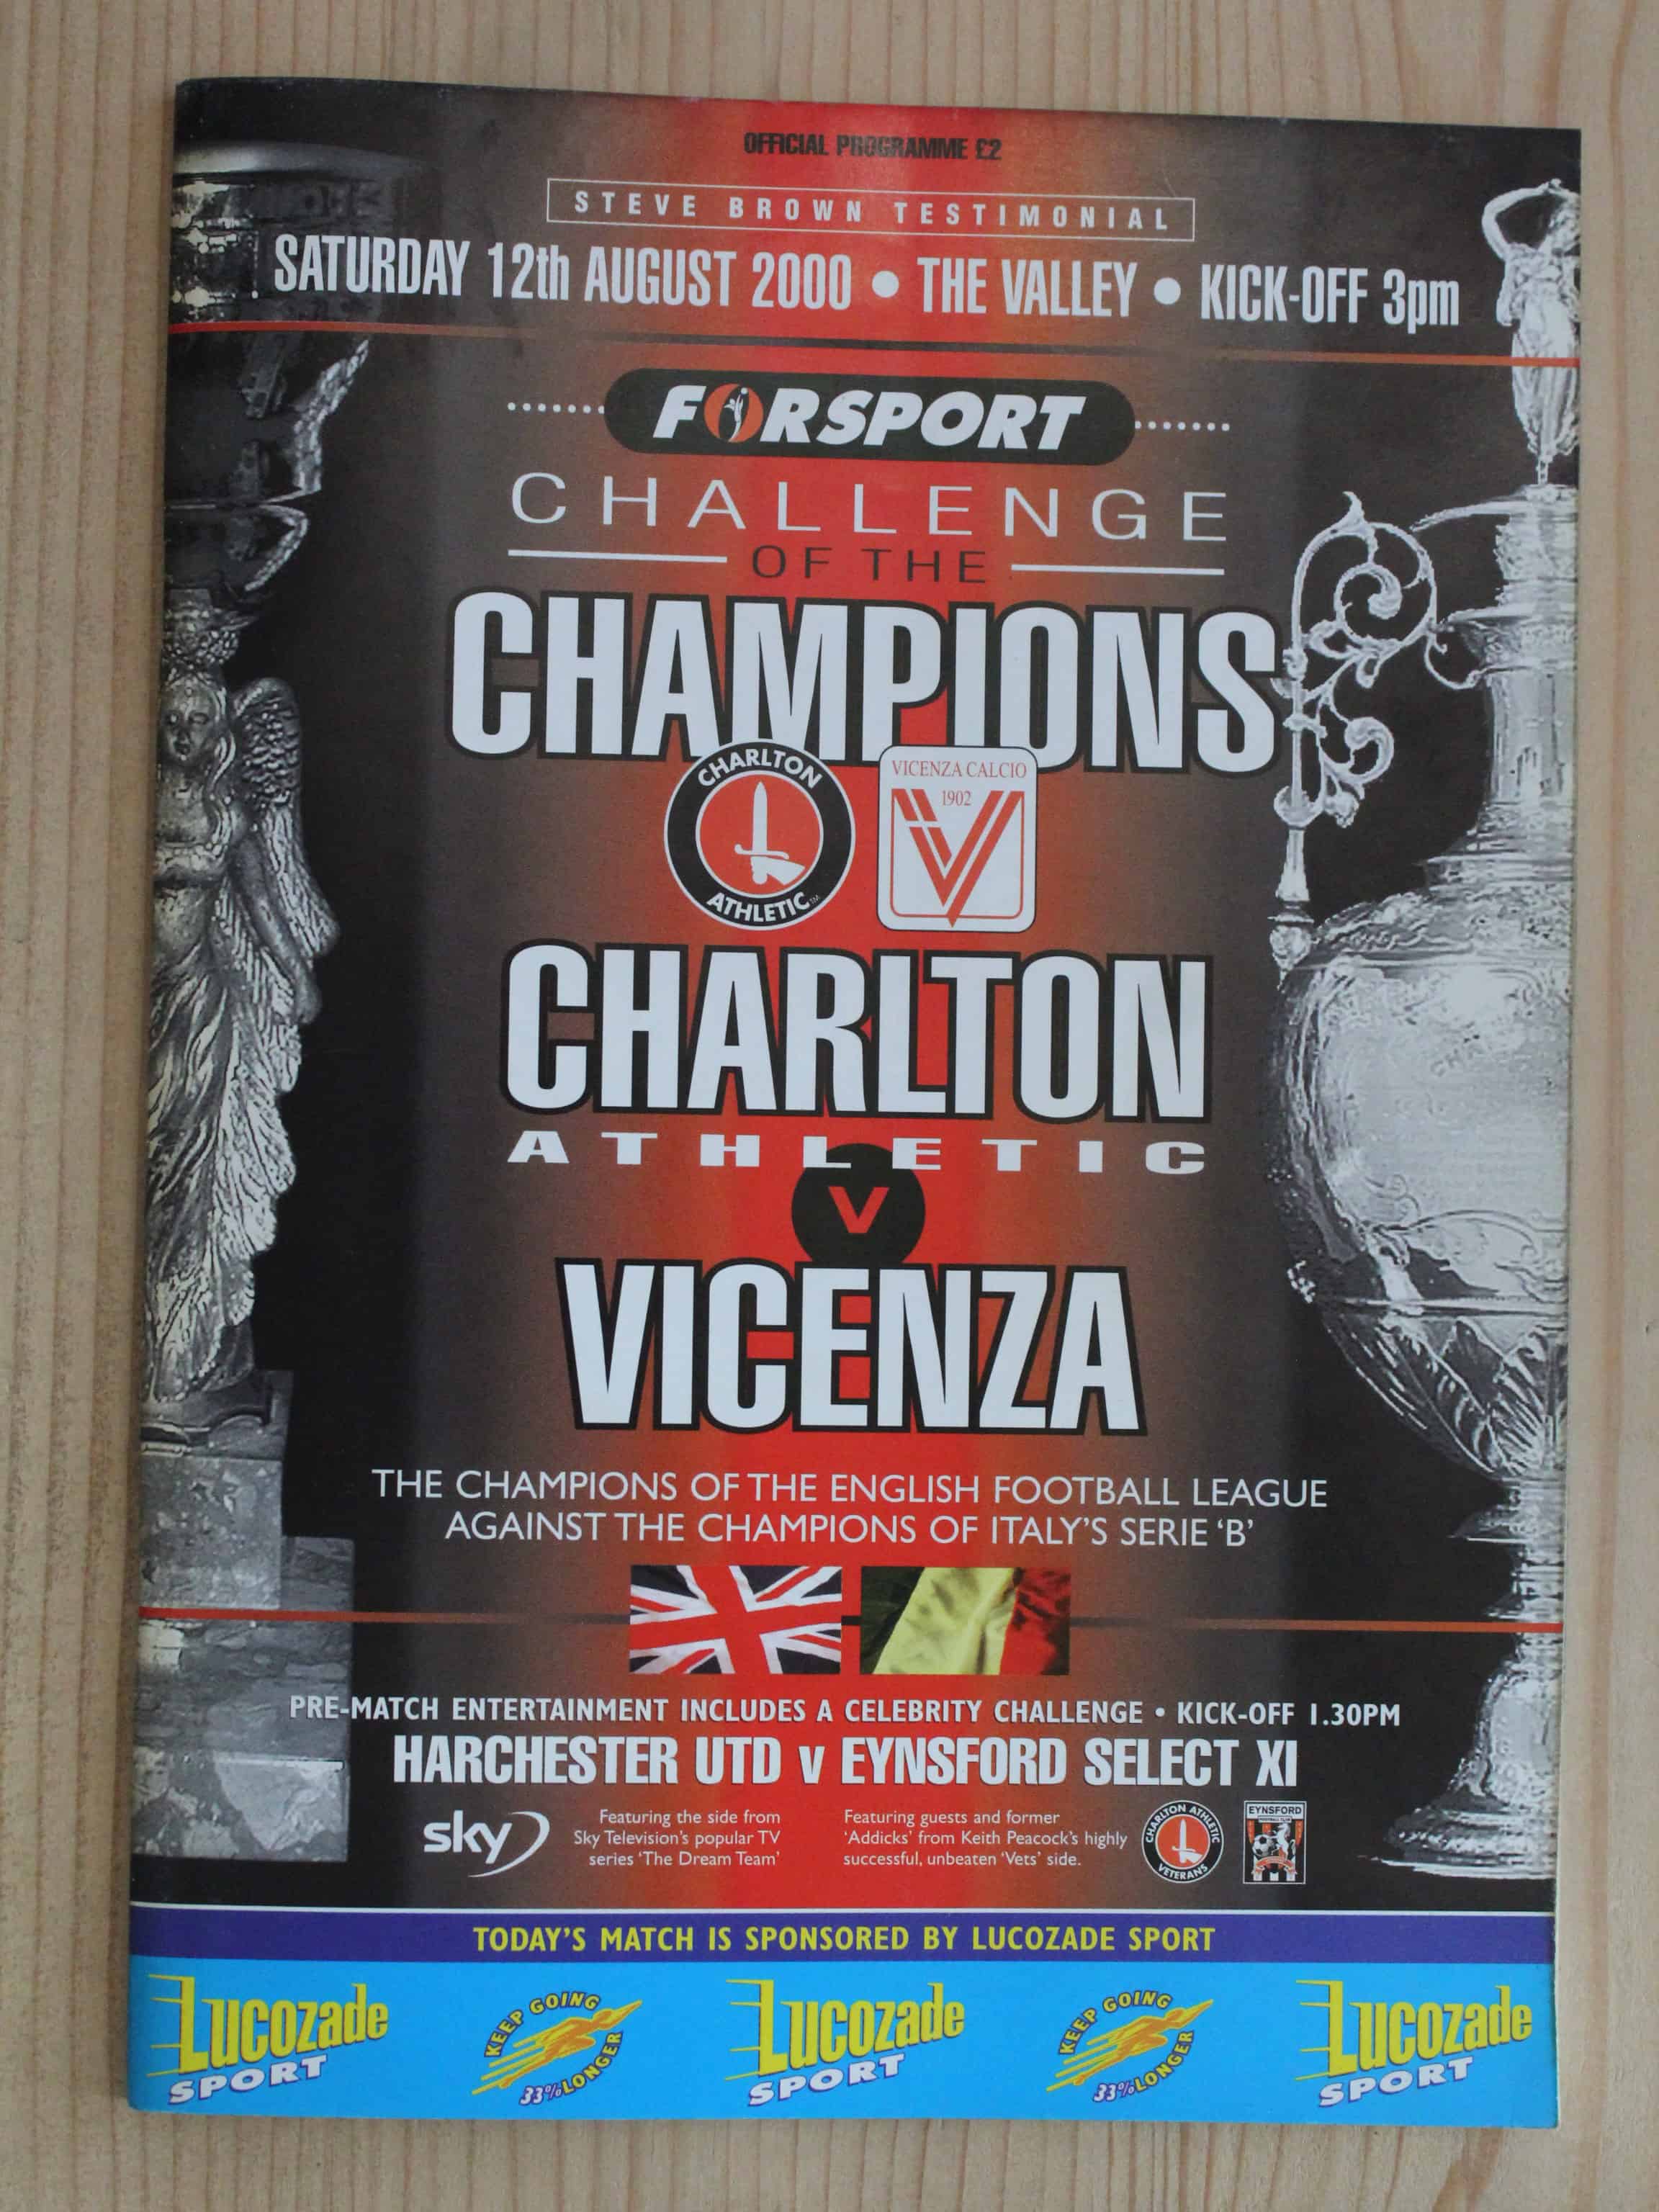 OFFICIAL PROGRAMME £2
STEVE BROWN TESTIMONIAL
SATURDAY 12th AUGUST 2000 • THE VALLEY • KICK-OFF 3pm
FORSPORT
CHALLENGE
OF THE
CHAMPIONS
CHARLTON
ATHLETIC
VICENZA CALCIO
1902
CHARLTON
ATHLETIC
V
VICENZA
THE CHAMPIONS OF THE ENGLISH FOOTBALL LEAGUE
AGAINST THE CHAMPIONS OF ITALY'S SERIE 'B'
PRE-MATCH ENTERTAINMENT INCLUDES A CELEBRITY CHALLENGE • KICK-OFF 1.30PM
HARCHESTER UTD v EYNSFORD SELECT XI
sky
Featuring the side from
Sky Television's popular TV
series 'The Dream Team'
Featuring guests and former
'Addicks' from Keith Peacock's highly
successful, unbeaten 'Vets' side.
CHARLTON ATHLETIC
VETERANS
EYNSFORD
TODAY'S MATCH IS SPONSORED BY LUCOZADE SPORT
Lucozade
SPORT
KEEP GOING
33% LONGER
Lucozade
SPORT
KEEP GOING
33% LONGER
Lucozade
SPORT